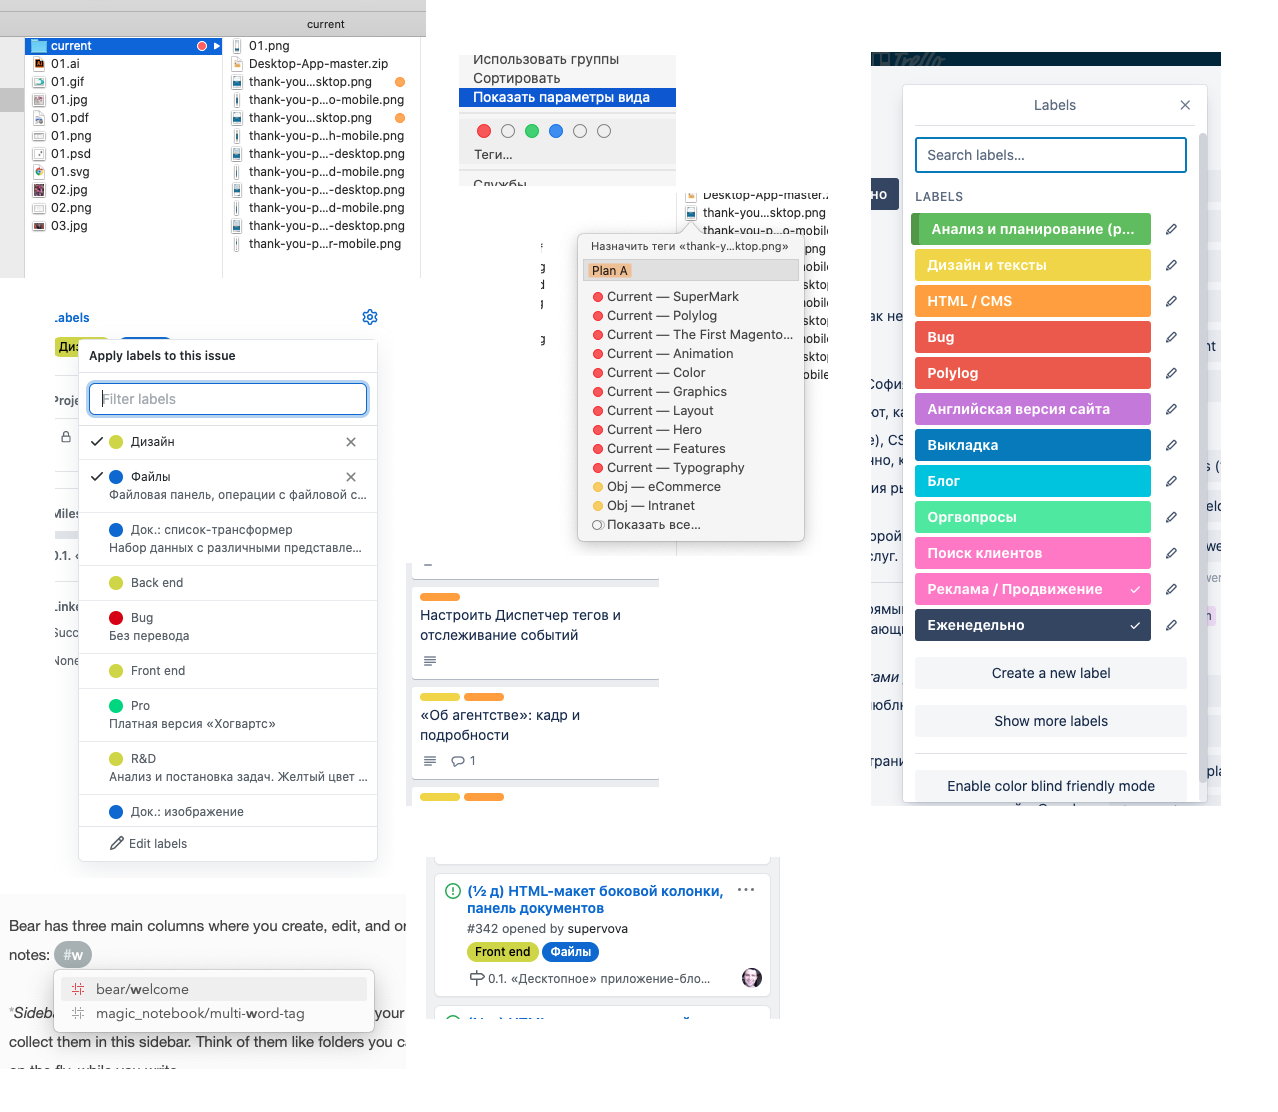 current
current
01.ai
01.gif
01.jpg
01.pdf
01.png
01.psd
01.svg
02.jpg
02.png
03.jpg
01.png
Desktop-App-master.zip
thank-you...sktop.png
thank-you-p...o-mobile.png
thank-you...sktop.png
thank-you-p...h-mobile.png
thank-you-p...-desktop.png
thank-you-p...d-mobile.png
thank-you-p...-desktop.png
thank-you-p...d-mobile.png
thank-you-p...-desktop.png
thank-you-p...r-mobile.png
Использовать группы
Сортировать
Показать параметры вида
Теги...
Службы
Desktop-App-master.z
thank-you...sktop.png
thank-you-p...o-mobile
Назначить теги «thank-y...ktop.png»
Plan A
Current — SuperMark
Current — Polylog
Current — The First Magento...
Current — Animation
Current — Color
Current — Graphics
Current — Layout
Current — Hero
Current — Features
Current — Typography
Obj — eCommerce
Obj — Intranet
Показать все...
Labels
Apply labels to this issue
Filter labels
Дизайн
Файлы
Файловая панель, операции с файловой с...
Док.: список-трансформер
Набор данных с различными представле...
Back end
Bug
Без перевода
Front end
Pro
Платная версия «Хогвартс»
R&D
Анализ и постановка задач. Желтый цвет ...
Док.: изображение
Edit labels
Настроить Диспетчер тегов и
отслеживание событий
«Об агентстве»: кадр и
подробности
1
(½ д) HTML-макет боковой колонки,
панель документов
#342 opened by supervova
Front end Файлы
0.1. «Десктопное» приложение-бло...
Bear has three main columns where you create, edit, and or
notes: #w
bear/welcome
magic_notebook/multi-word-tag
*Sideba your
collect them in this sidebar. Think of them like folders you ca
on the fly, while you write
Trello
Labels
Search labels...
LABELS
Анализ и планирование (р...
Дизайн и тексты
HTML / CMS
Bug
Polylog
Английская версия сайта
Выкладка
Блог
Оргвопросы
Поиск клиентов
Реклама / Продвижение
Еженедельно
Create a new label
Show more labels
Enable color blind friendly mode